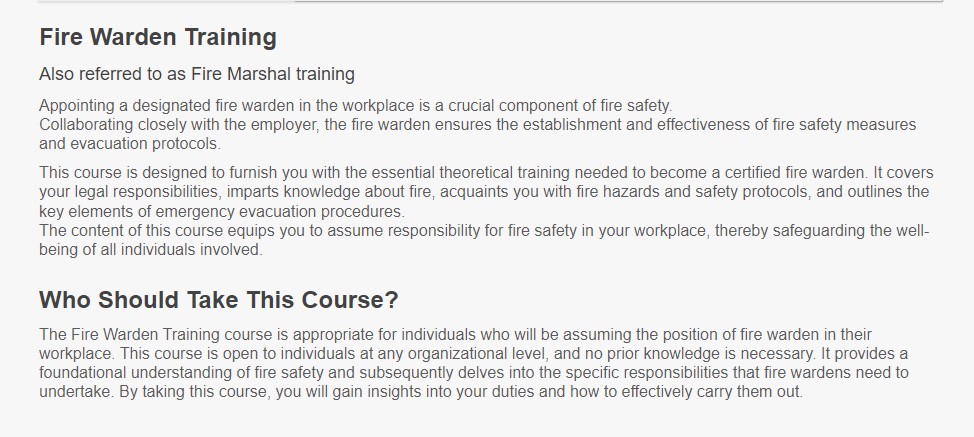 Fire Warden Training
Also referred to as Fire Marshal training
Appointing a designated fire warden in the workplace is a crucial component of fire safety.
Collaborating closely with the employer, the fire warden ensures the establishment and effectiveness of fire safety measures
and evacuation protocols.
This course is designed to furnish you with the essential theoretical training needed to become a certified fire warden. It covers
your legal responsibilities, imparts knowledge about fire, acquaints you with fire hazards and safety protocols, and outlines the
key elements of emergency evacuation procedures.
The content of this course equips you to assume responsibility for fire safety in your workplace, thereby safeguarding the well-
being of all individuals involved.
Who Should Take This Course?
The Fire Warden Training course is appropriate for individuals who will be assuming the position of fire warden in their
workplace. This course is open to individuals at any organizational level, and no prior knowledge is necessary. It provides a
foundational understanding of fire safety and subsequently delves into the specific responsibilities that fire wardens need to
undertake. By taking this course, you will gain insights into your duties and how to effectively carry them out.